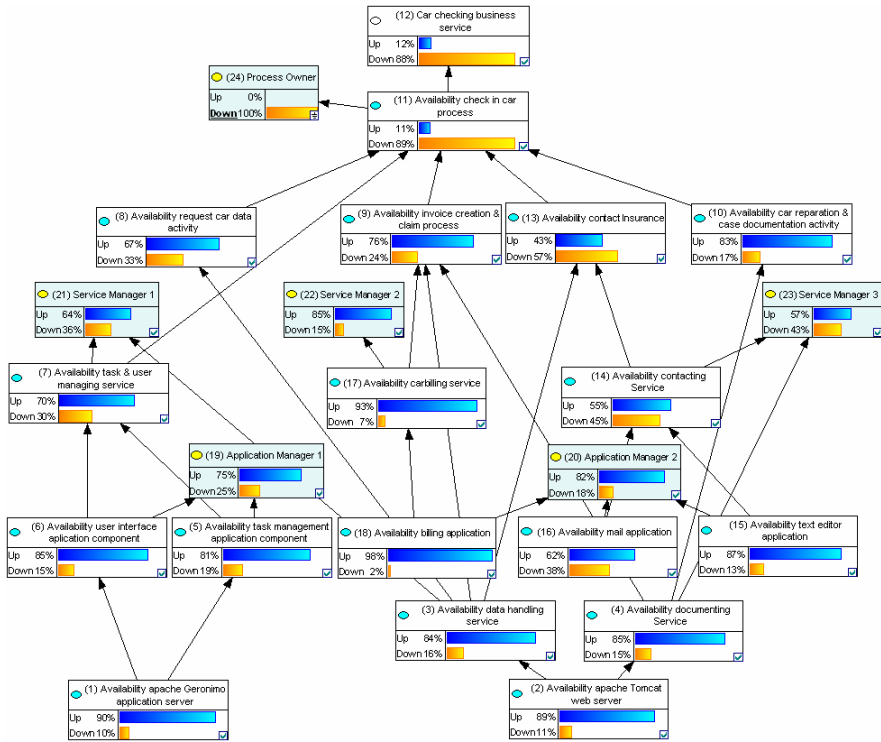 (12) Car checking business
service
Up 12%
Down 88%
(24) Process Owner
Up 0%
Down 100%
(11) Availability check in car
process
Up 11%
Down 89%
(8) Availability request car data
activity
Up 67%
Down 33%
(9) Availability invoice creation &
claim process
Up 76%
Down 24%
(13) Availability contact Insurance
Up 43%
Down 57%
(10) Availability car reparation &
case documentation activity
Up 83%
Down 17%
(21) Service Manager 1
Up 64%
Down 36%
(22) Service Manager 2
Up 85%
Down 15%
(23) Service Manager 3
Up 57%
Down 43%
(7) Availability task & user
managing service
Up 70%
Down 30%
(17) Availability carbilling service
Up 93%
Down 7%
(14) Availability contacting
Service
Up 55%
Down 45%
(19) Application Manager 1
Up 75%
Down 25%
(20) Application Manager 2
Up 82%
Down 18%
(6) Availability user interface
aplication component
Up 85%
Down 15%
(5) Availability task management
application component
Up 81%
Down 19%
(18) Availability billing application
Up 98%
Down 2%
(16) Availability mail application
Up 62%
Down 38%
(15) Availability text editor
application
Up 87%
Down 13%
(3) Availability data handling
service
Up 84%
Down 16%
(4) Availability documenting
Service
Up 85%
Down 15%
(1) Availability apache Geronimo
application server
Up 90%
Down 10%
(2) Availability apache Tomcat
web server
Up 89%
Down 11%